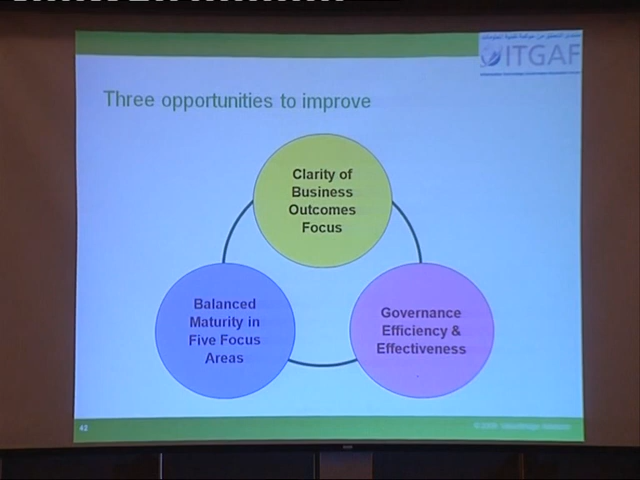 ITGAF
Three opportunities to improve
Clarity of
Business
Outcomes
Focus
Balanced
Maturity in
Five Focus
Areas
Governance
Efficiency &
Effectiveness
42